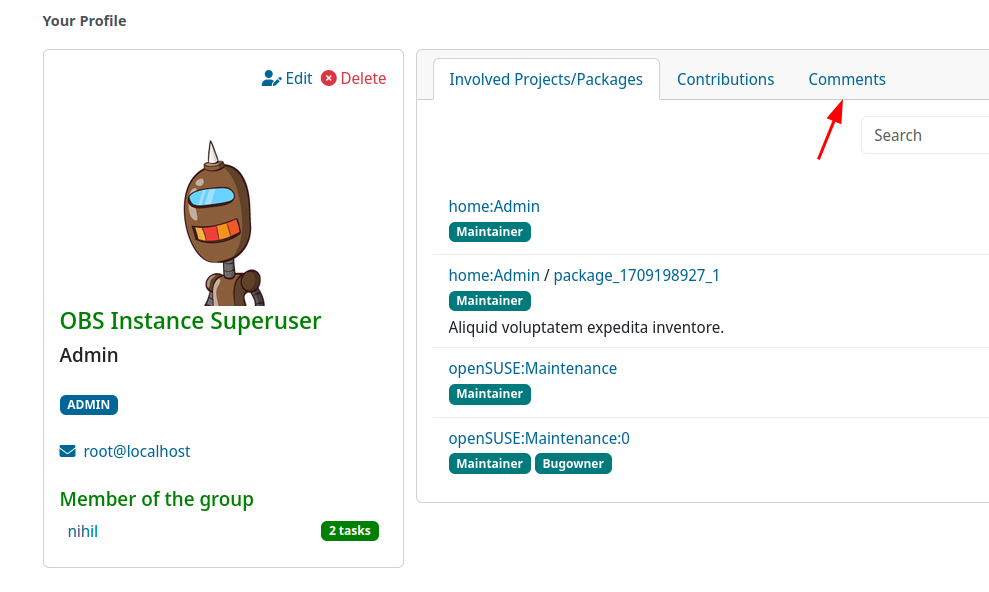 Your Profile
Edit Delete
OBS Instance Superuser
Admin
ADMIN
root@localhost
Member of the group
nihil 2 tasks
Involved Projects/Packages Contributions Comments
Search
home:Admin
Maintainer
home:Admin / package_1709198927_1
Maintainer
Aliquid voluptatem expedita inventore.
openSUSE:Maintenance
Maintainer
openSUSE:Maintenance:0
Maintainer Bugowner